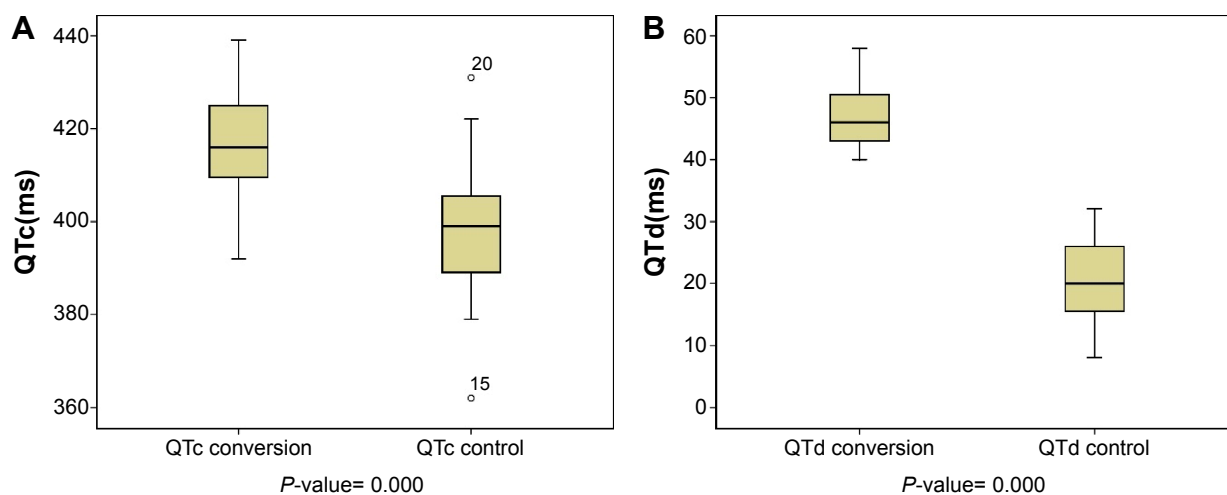 A
QTc(ms)
440
420
400
380
360
20
15
QTc conversion
QTc control
P-value= 0.000
B
QTd(ms)
60
50
40
30
20
10
0
QTd conversion
QTd control
P-value= 0.000